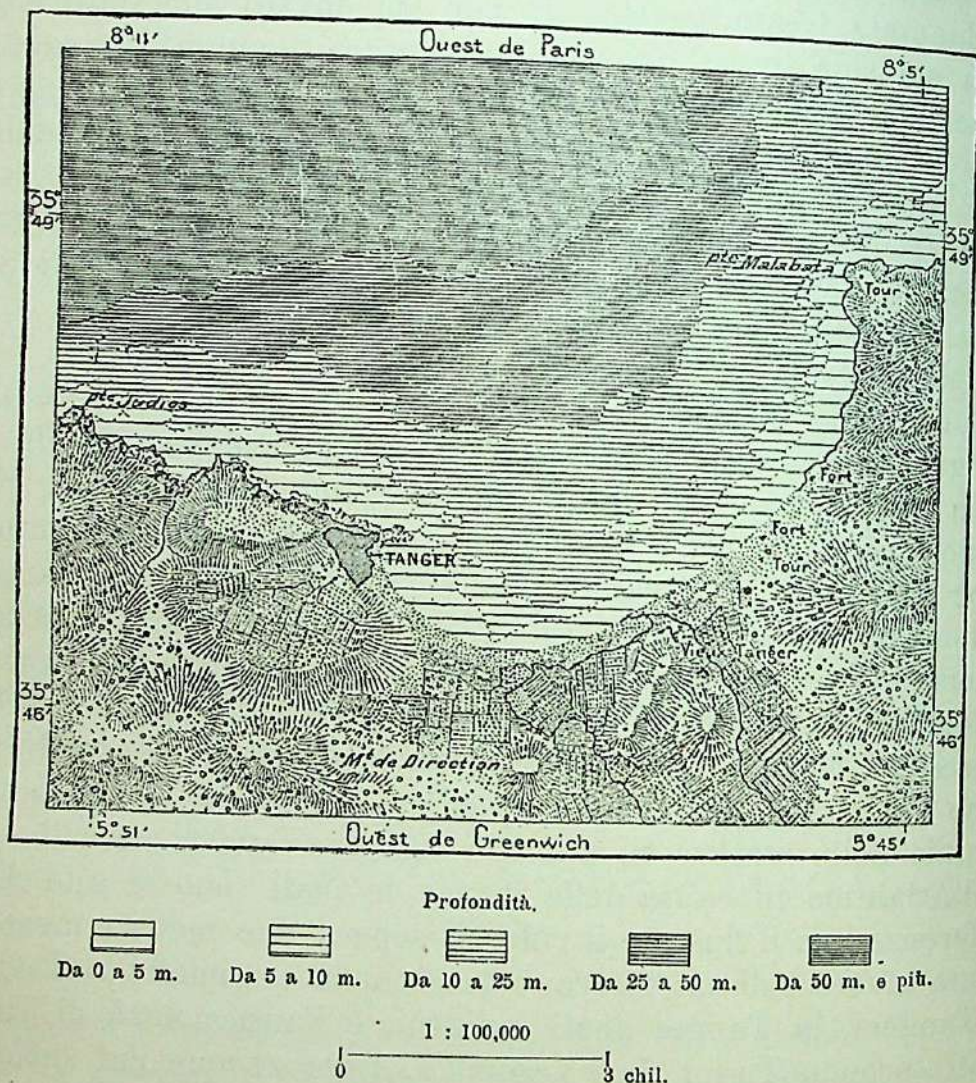 8°11'
Ouest de Paris
8°5'
35°
49'
35°
49'
pte Malabata
Tour
pte Judios
Fort
Fort
TANGER
Tour
Vieux Tanger
35°
46'
35°
46'
Mt de Direction
5°51'
Ouest de Greenwich
5°45'
Profondità.
Da 0 a 5 m.
Da 5 a 10 m.
Da 10 a 25 m.
Da 25 a 50 m.
Da 50 m. e più.
1 : 100,000
0
3 chil.